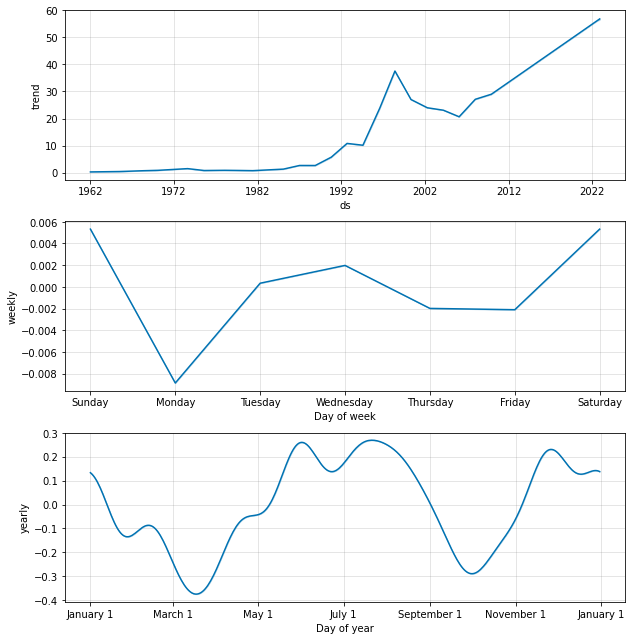 60
50
40
30
20
10
0
trend
1962 1972 1982 1992 2002 2012 2022
ds
0.006
0.004
0.002
0.000
−0.002
−0.004
−0.006
−0.008
weekly
Sunday Monday Tuesday Wednesday Thursday Friday Saturday
Day of week
0.3
0.2
0.1
0.0
−0.1
−0.2
−0.3
−0.4
yearly
January 1 March 1 May 1 July 1 September 1 November 1 January 1
Day of year